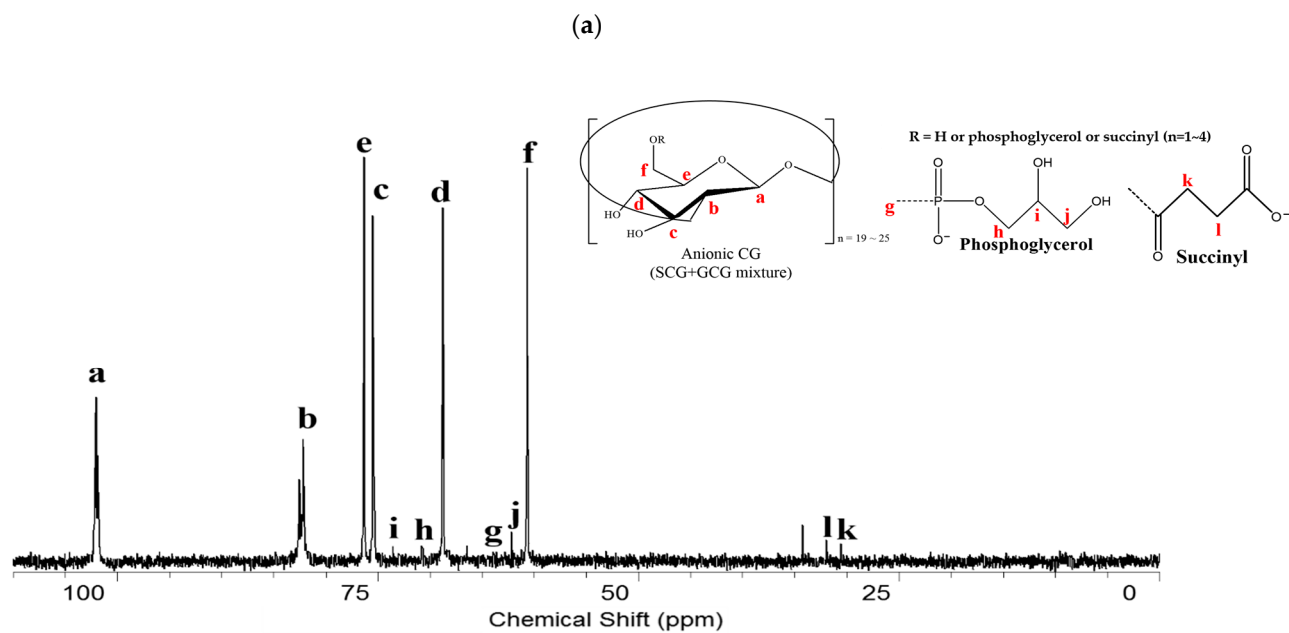 (a)
R = H or phosphoglycerol or succinyl (n=1~4)
OR
O
O
f
e
d
HO
b
a
HO
c
n = 19 ~ 25
Anionic CG
(SCG+GCG mixture)
O
OH
g
P
O
i
j
OH
O⁻
h
Phosphoglycerol
O
k
O⁻
l
O
Succinyl
a
b
e
c
i
h
d
g
j
f
l
k
100
75
50
25
0
Chemical Shift (ppm)